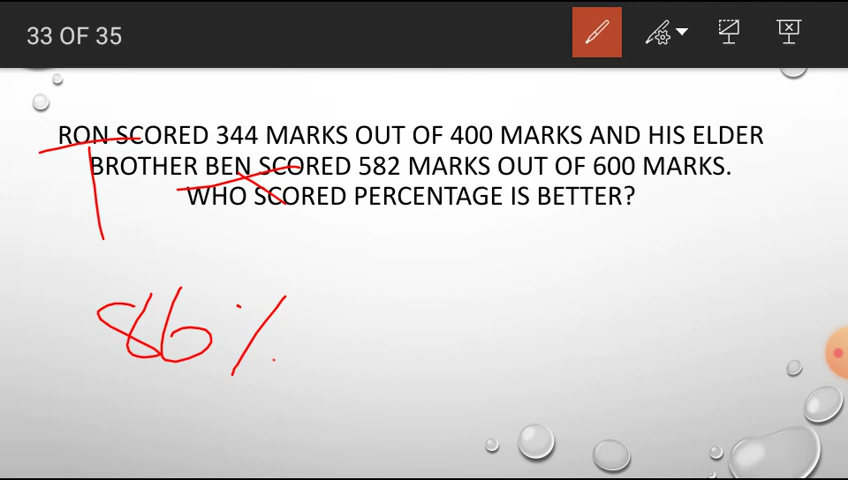 33 OF 35
RON SCORED 344 MARKS OUT OF 400 MARKS AND HIS ELDER
BROTHER BEN SCORED 582 MARKS OUT OF 600 MARKS.
WHO SCORED PERCENTAGE IS BETTER?
86%